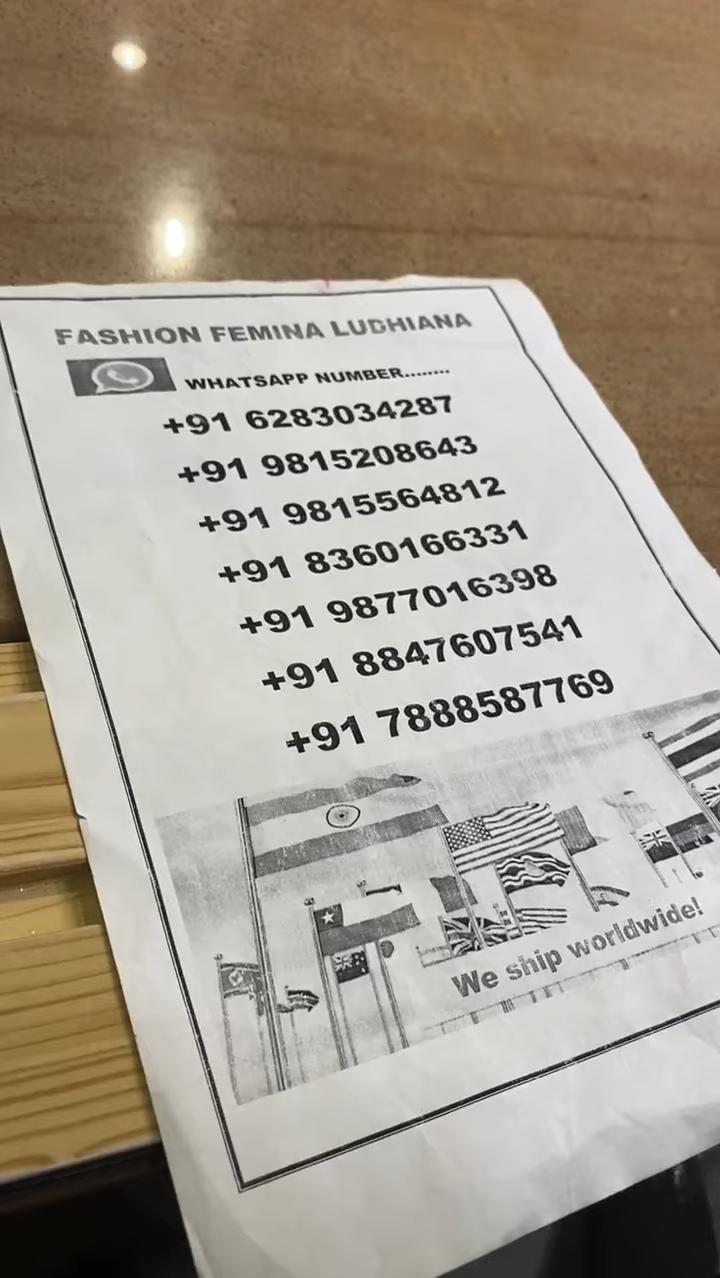 FASHION FEMINA LUDHIANA
WHATSAPP NUMBER........
+91 6283034287
+91 9815208643
+91 9815564812
+91 8360166331
+91 9877016398
+91 8847607541
+91 7888587769
We ship worldwide!